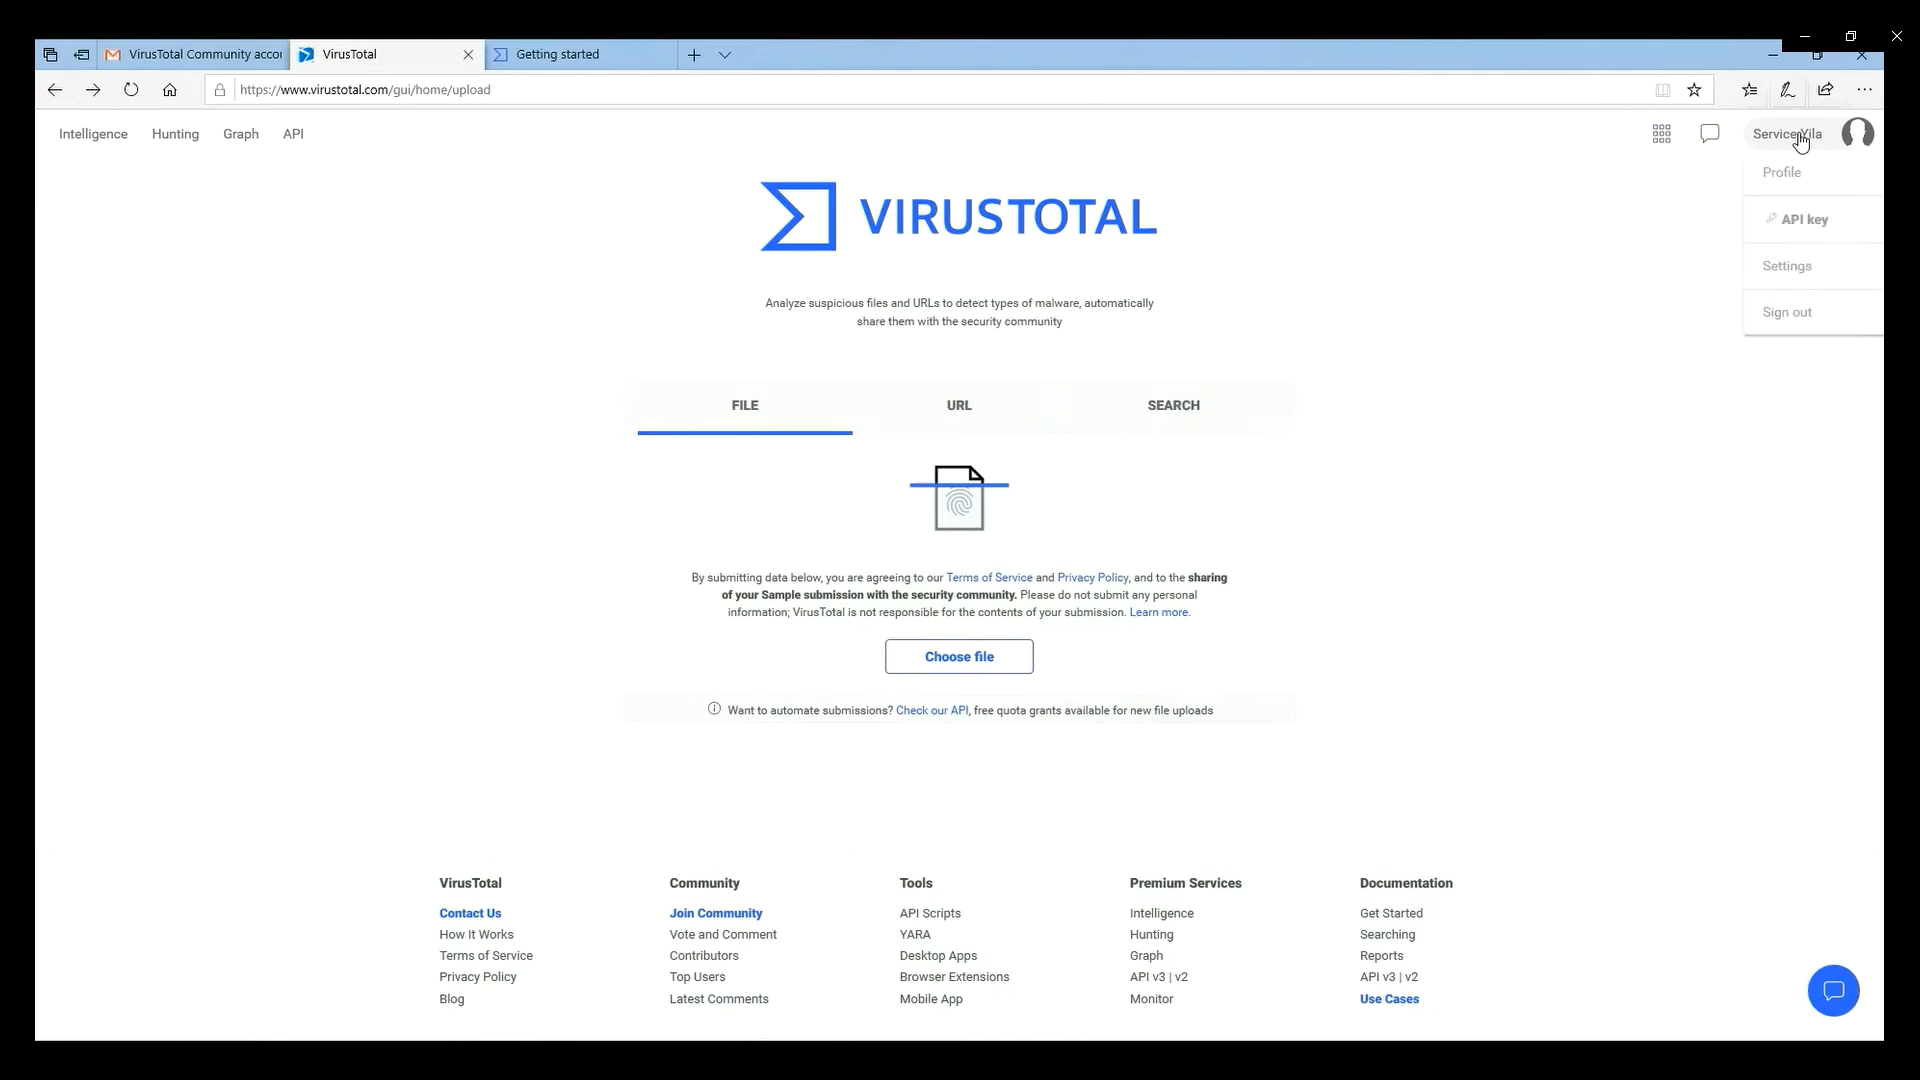 VirusTotal Community accou
VirusTotal
Getting started
https://www.virustotal.com/gui/home/upload
Intelligence
Hunting
Graph
API
Service Yila
Profile
API key
Settings
Sign out
VIRUSTOTAL
Analyze suspicious files and URLs to detect types of malware, automatically
share them with the security community
FILE
URL
SEARCH
By submitting data below, you are agreeing to our Terms of Service and Privacy Policy, and to the sharing
of your Sample submission with the security community. Please do not submit any personal
information; VirusTotal is not responsible for the contents of your submission. Learn more.
Choose file
Want to automate submissions? Check our API, free quota grants available for new file uploads
VirusTotal
Contact Us
How It Works
Terms of Service
Privacy Policy
Blog
Community
Join Community
Vote and Comment
Contributors
Top Users
Latest Comments
Tools
API Scripts
YARA
Desktop Apps
Browser Extensions
Mobile App
Premium Services
Intelligence
Hunting
Graph
API v3 | v2
Monitor
Documentation
Get Started
Searching
Reports
API v3 | v2
Use Cases